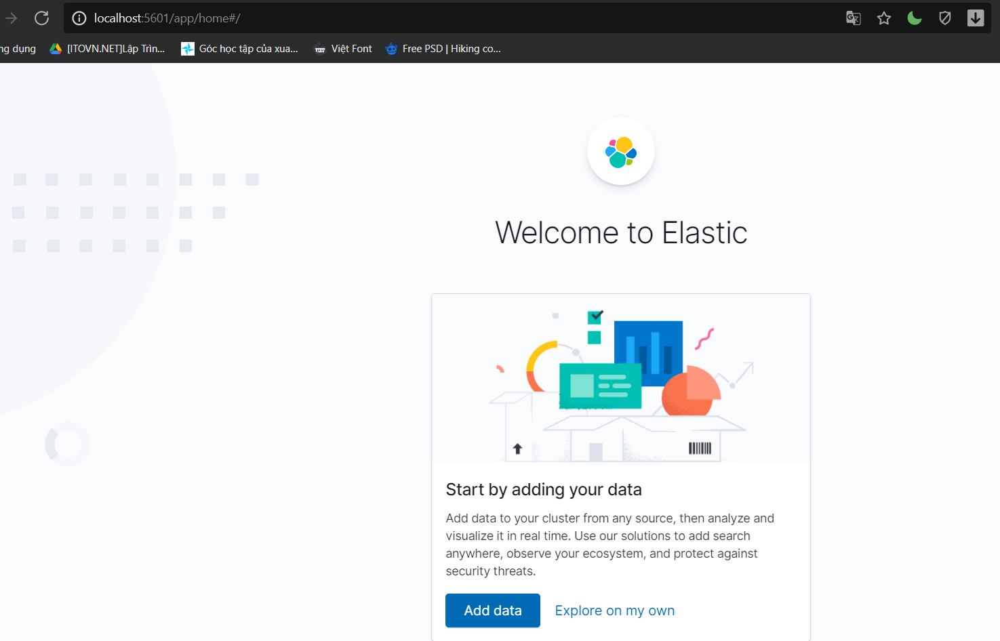 localhost:5601/app/home#/
ng dụng
[ITOVN.NET]Lập Trìn...
Góc học tập của xua...
Việt Font
Free PSD | Hiking co...
Welcome to Elastic
Start by adding your data
Add data to your cluster from any source, then analyze and
visualize it in real time. Use our solutions to add search
anywhere, observe your ecosystem, and protect against
security threats.
Add data
Explore on my own